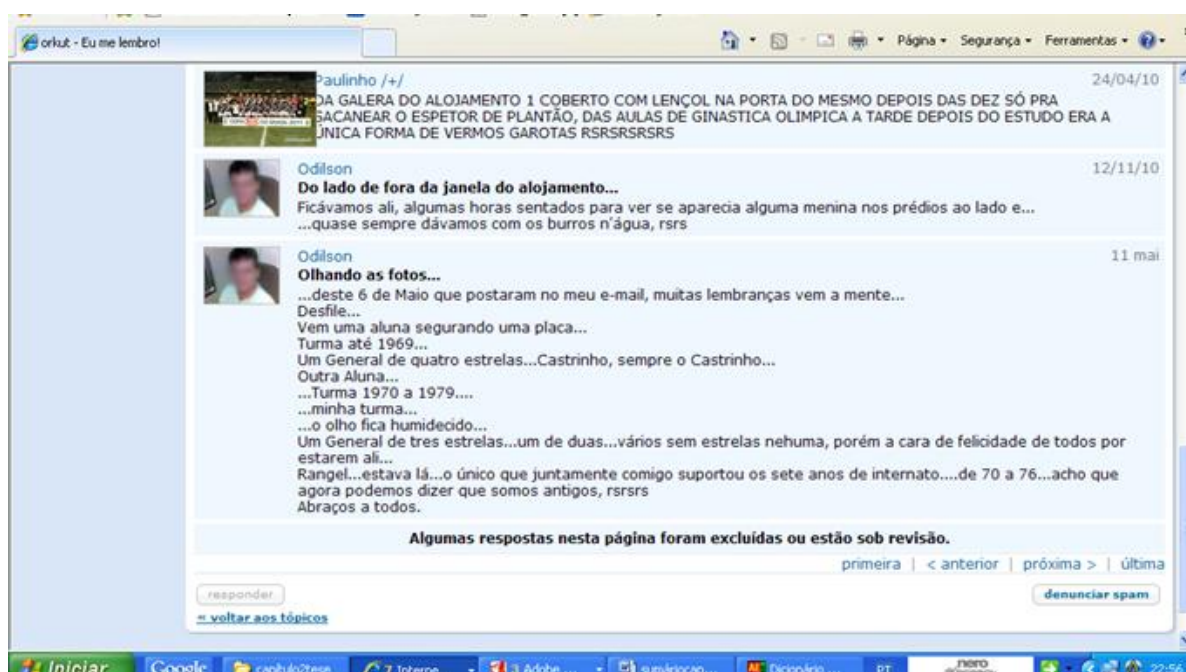 orkut - Eu me lembro!
Página
Segurança
Ferramentas
Paulinho /+/
24/04/10
DA GALERA DO ALOJAMENTO 1 COBERTO COM LENÇOL NA PORTA DO MESMO DEPOIS DAS DEZ SÓ PRA
SACANEAR O ESPETOR DE PLANTÃO, DAS AULAS DE GINASTICA OLIMPICA A TARDE DEPOIS DO ESTUDO ERA A
ÚNICA FORMA DE VERMOS GAROTAS RSRSRSRSRS
Odilson
12/11/10
Do lado de fora da janela do alojamento...
Ficávamos ali, algumas horas sentados para ver se aparecia alguma menina nos prédios ao lado e...
...quase sempre dávamos com os burros n'água, rsrs
Odilson
11 mai
Olhando as fotos...
...deste 6 de Maio que postaram no meu e-mail, muitas lembranças vem a mente...
Desfile...
Vem uma aluna segurando uma placa...
Turma até 1969...
Um General de quatro estrelas...Castrinho, sempre o Castrinho...
Outra Aluna...
...Turma 1970 a 1979....
...minha turma...
...o olho fica humidecido...
Um General de tres estrelas...um de duas...vários sem estrelas nehuma, porém a cara de felicidade de todos por
estarem ali...
Rangel...estava lá...o único que juntamente comigo suportou os sete anos de internato....de 70 a 76...acho que
agora podemos dizer que somos antigos, rsrsrs
Abraços a todos.
Algumas respostas nesta página foram excluídas ou estão sob revisão.
primeira | < anterior | próxima > | última
responder
denunciar spam
« voltar aos tópicos
Iniciar
Google
capitulo2tese
7 Interne...
3 Adobe ...
sumáriocap...
Dicionário ...
PT
nero
22:56